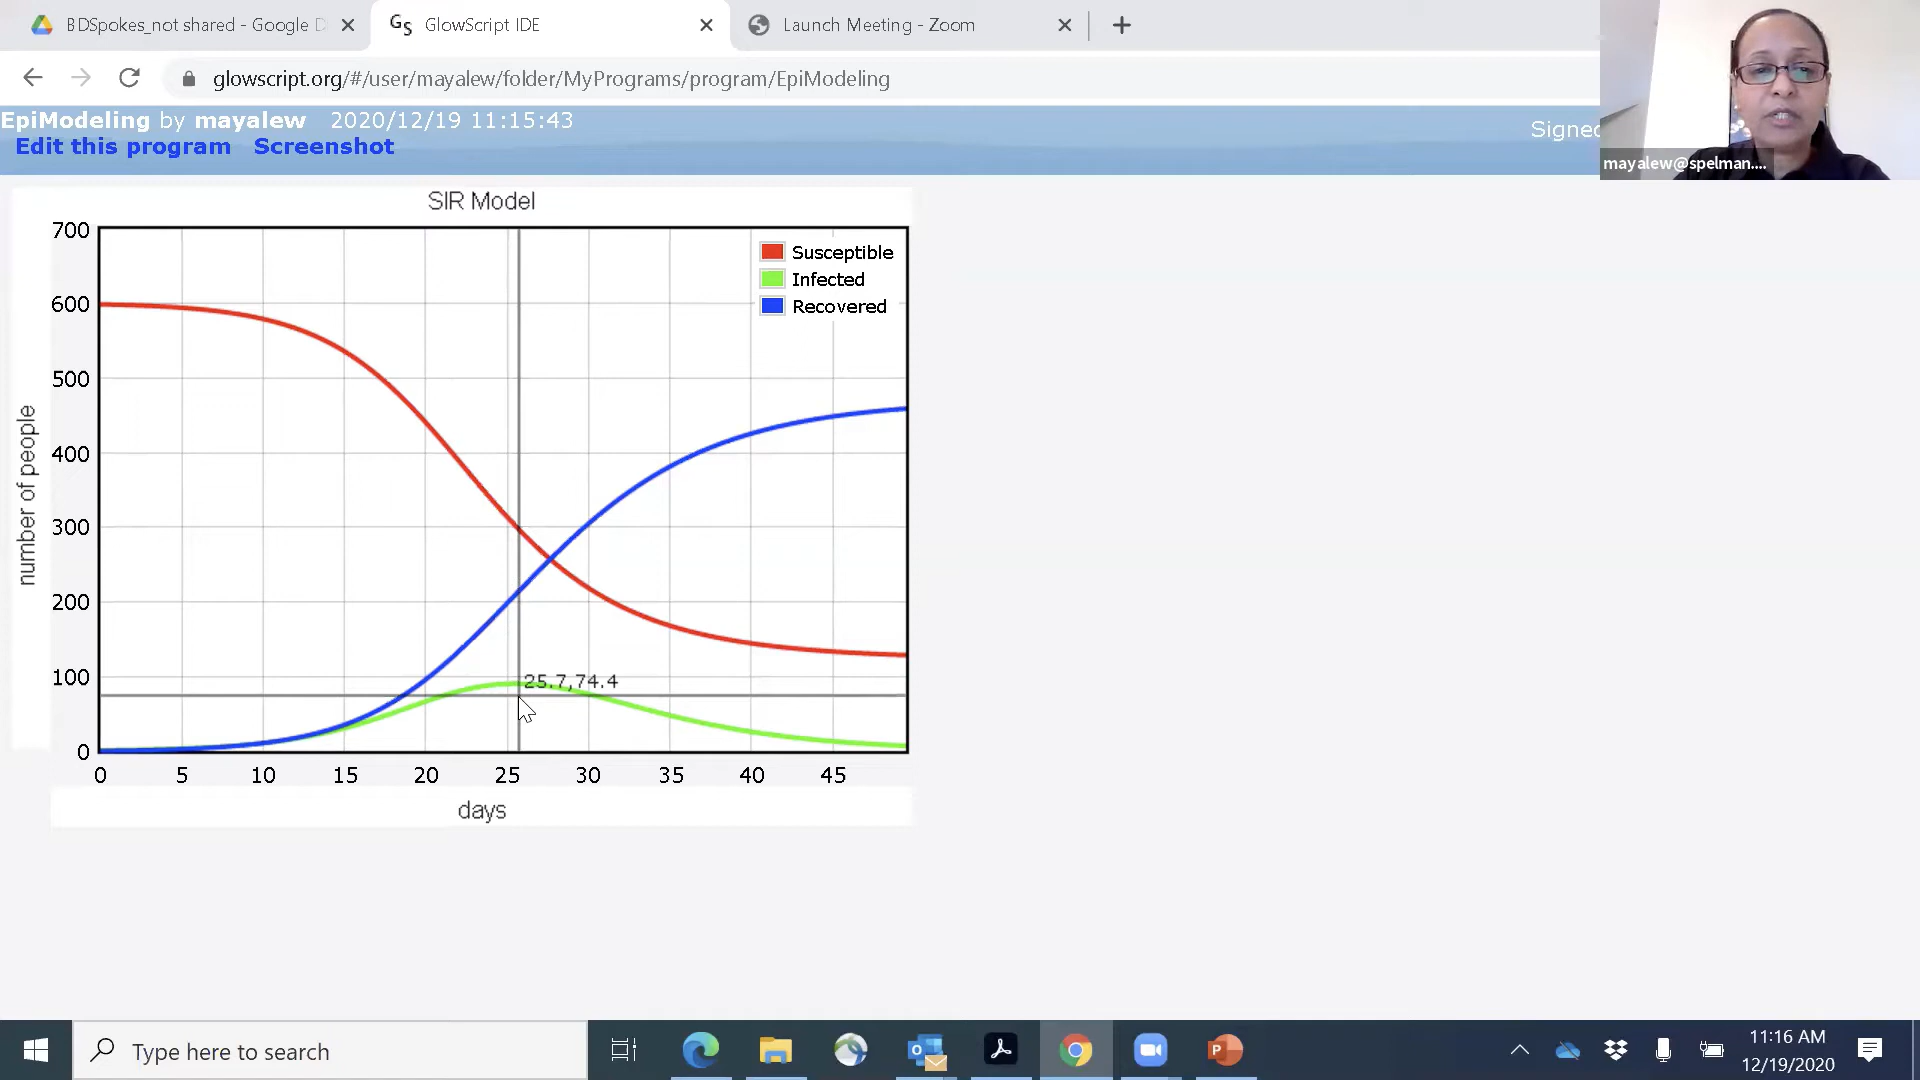 BDSpokes_not shared - Google D
GlowScript IDE
Launch Meeting - Zoom
glowscript.org/#/user/mayalew/folder/MyPrograms/program/EpiModeling
EpiModeling by mayalew 2020/12/19 11:15:43
Signed
Edit this program Screenshot
mayalew@spelman....
SIR Model
700
600
500
400
300
200
100
0
number of people
Susceptible
Infected
Recovered
25.7,74.4
0 5 10 15 20 25 30 35 40 45
days
Type here to search
11:16 AM
12/19/2020